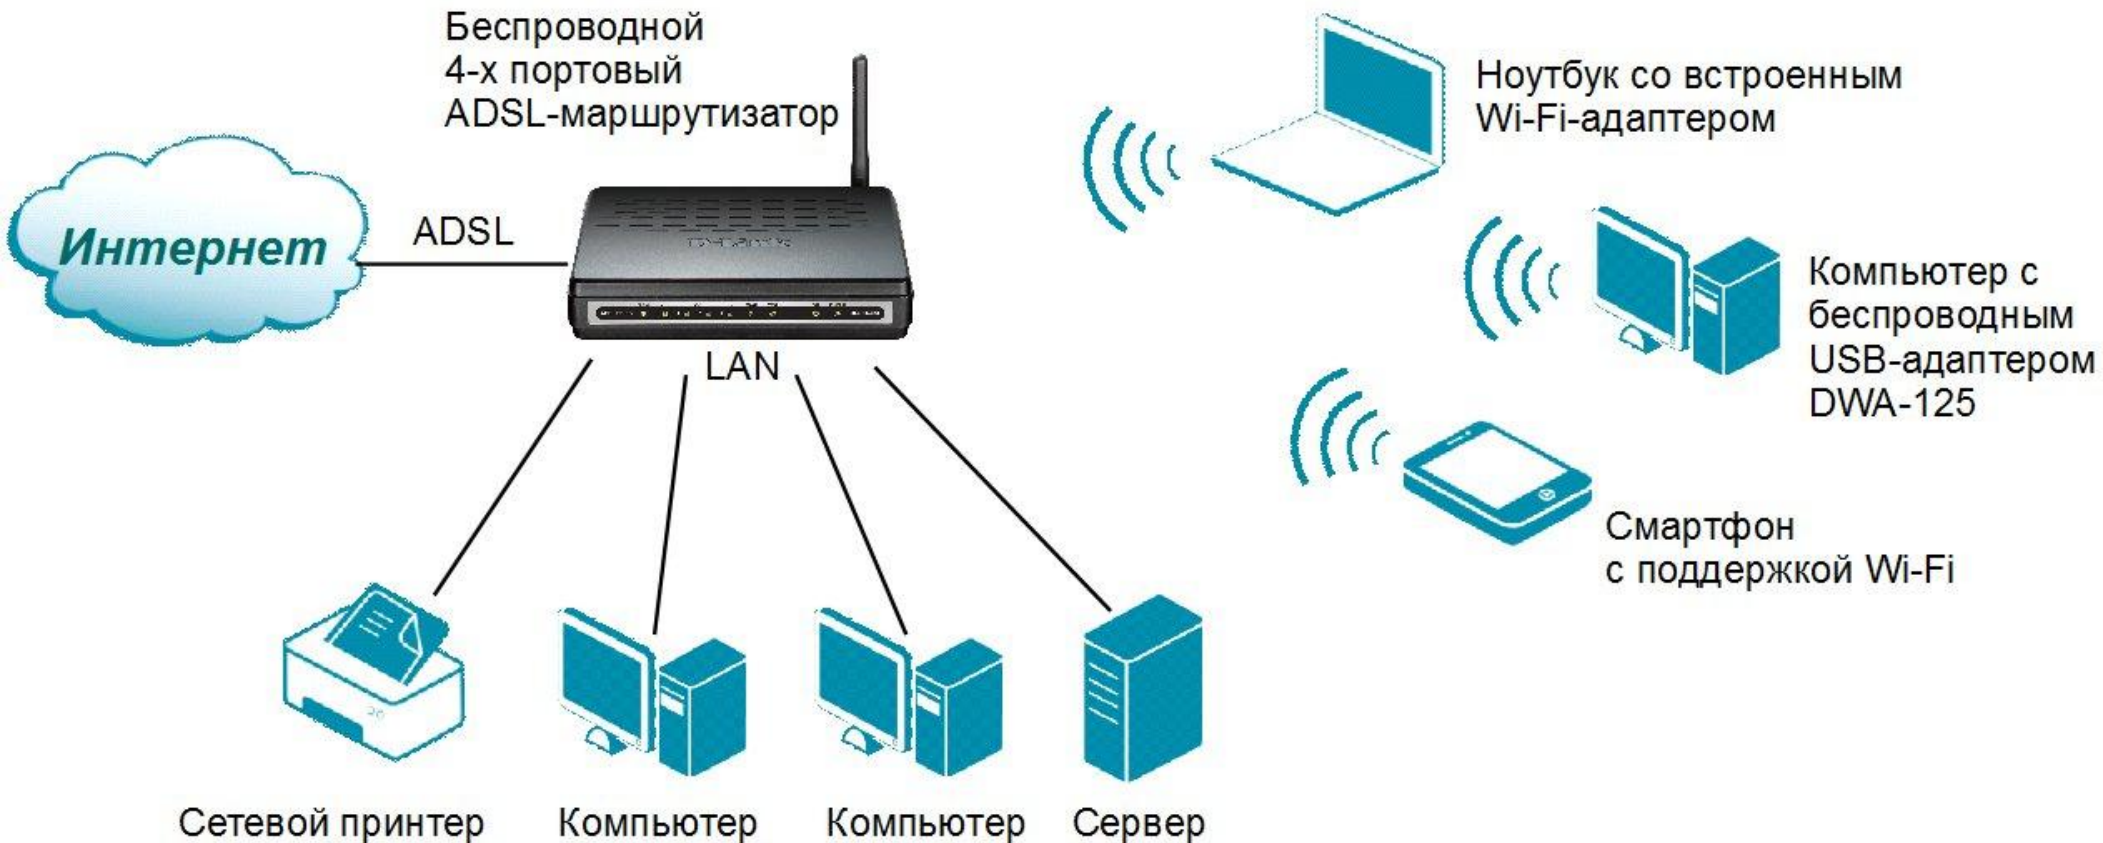 Беспроводной
4-х портовый
ADSL-маршрутизатор
Ноутбук со встроенным
Wi-Fi-адаптером
Интернет
ADSL
Компьютер с
беспроводным
USB-адаптером
DWA-125
LAN
Смартфон
с поддержкой Wi-Fi
Сетевой принтер
Компьютер
Компьютер
Сервер